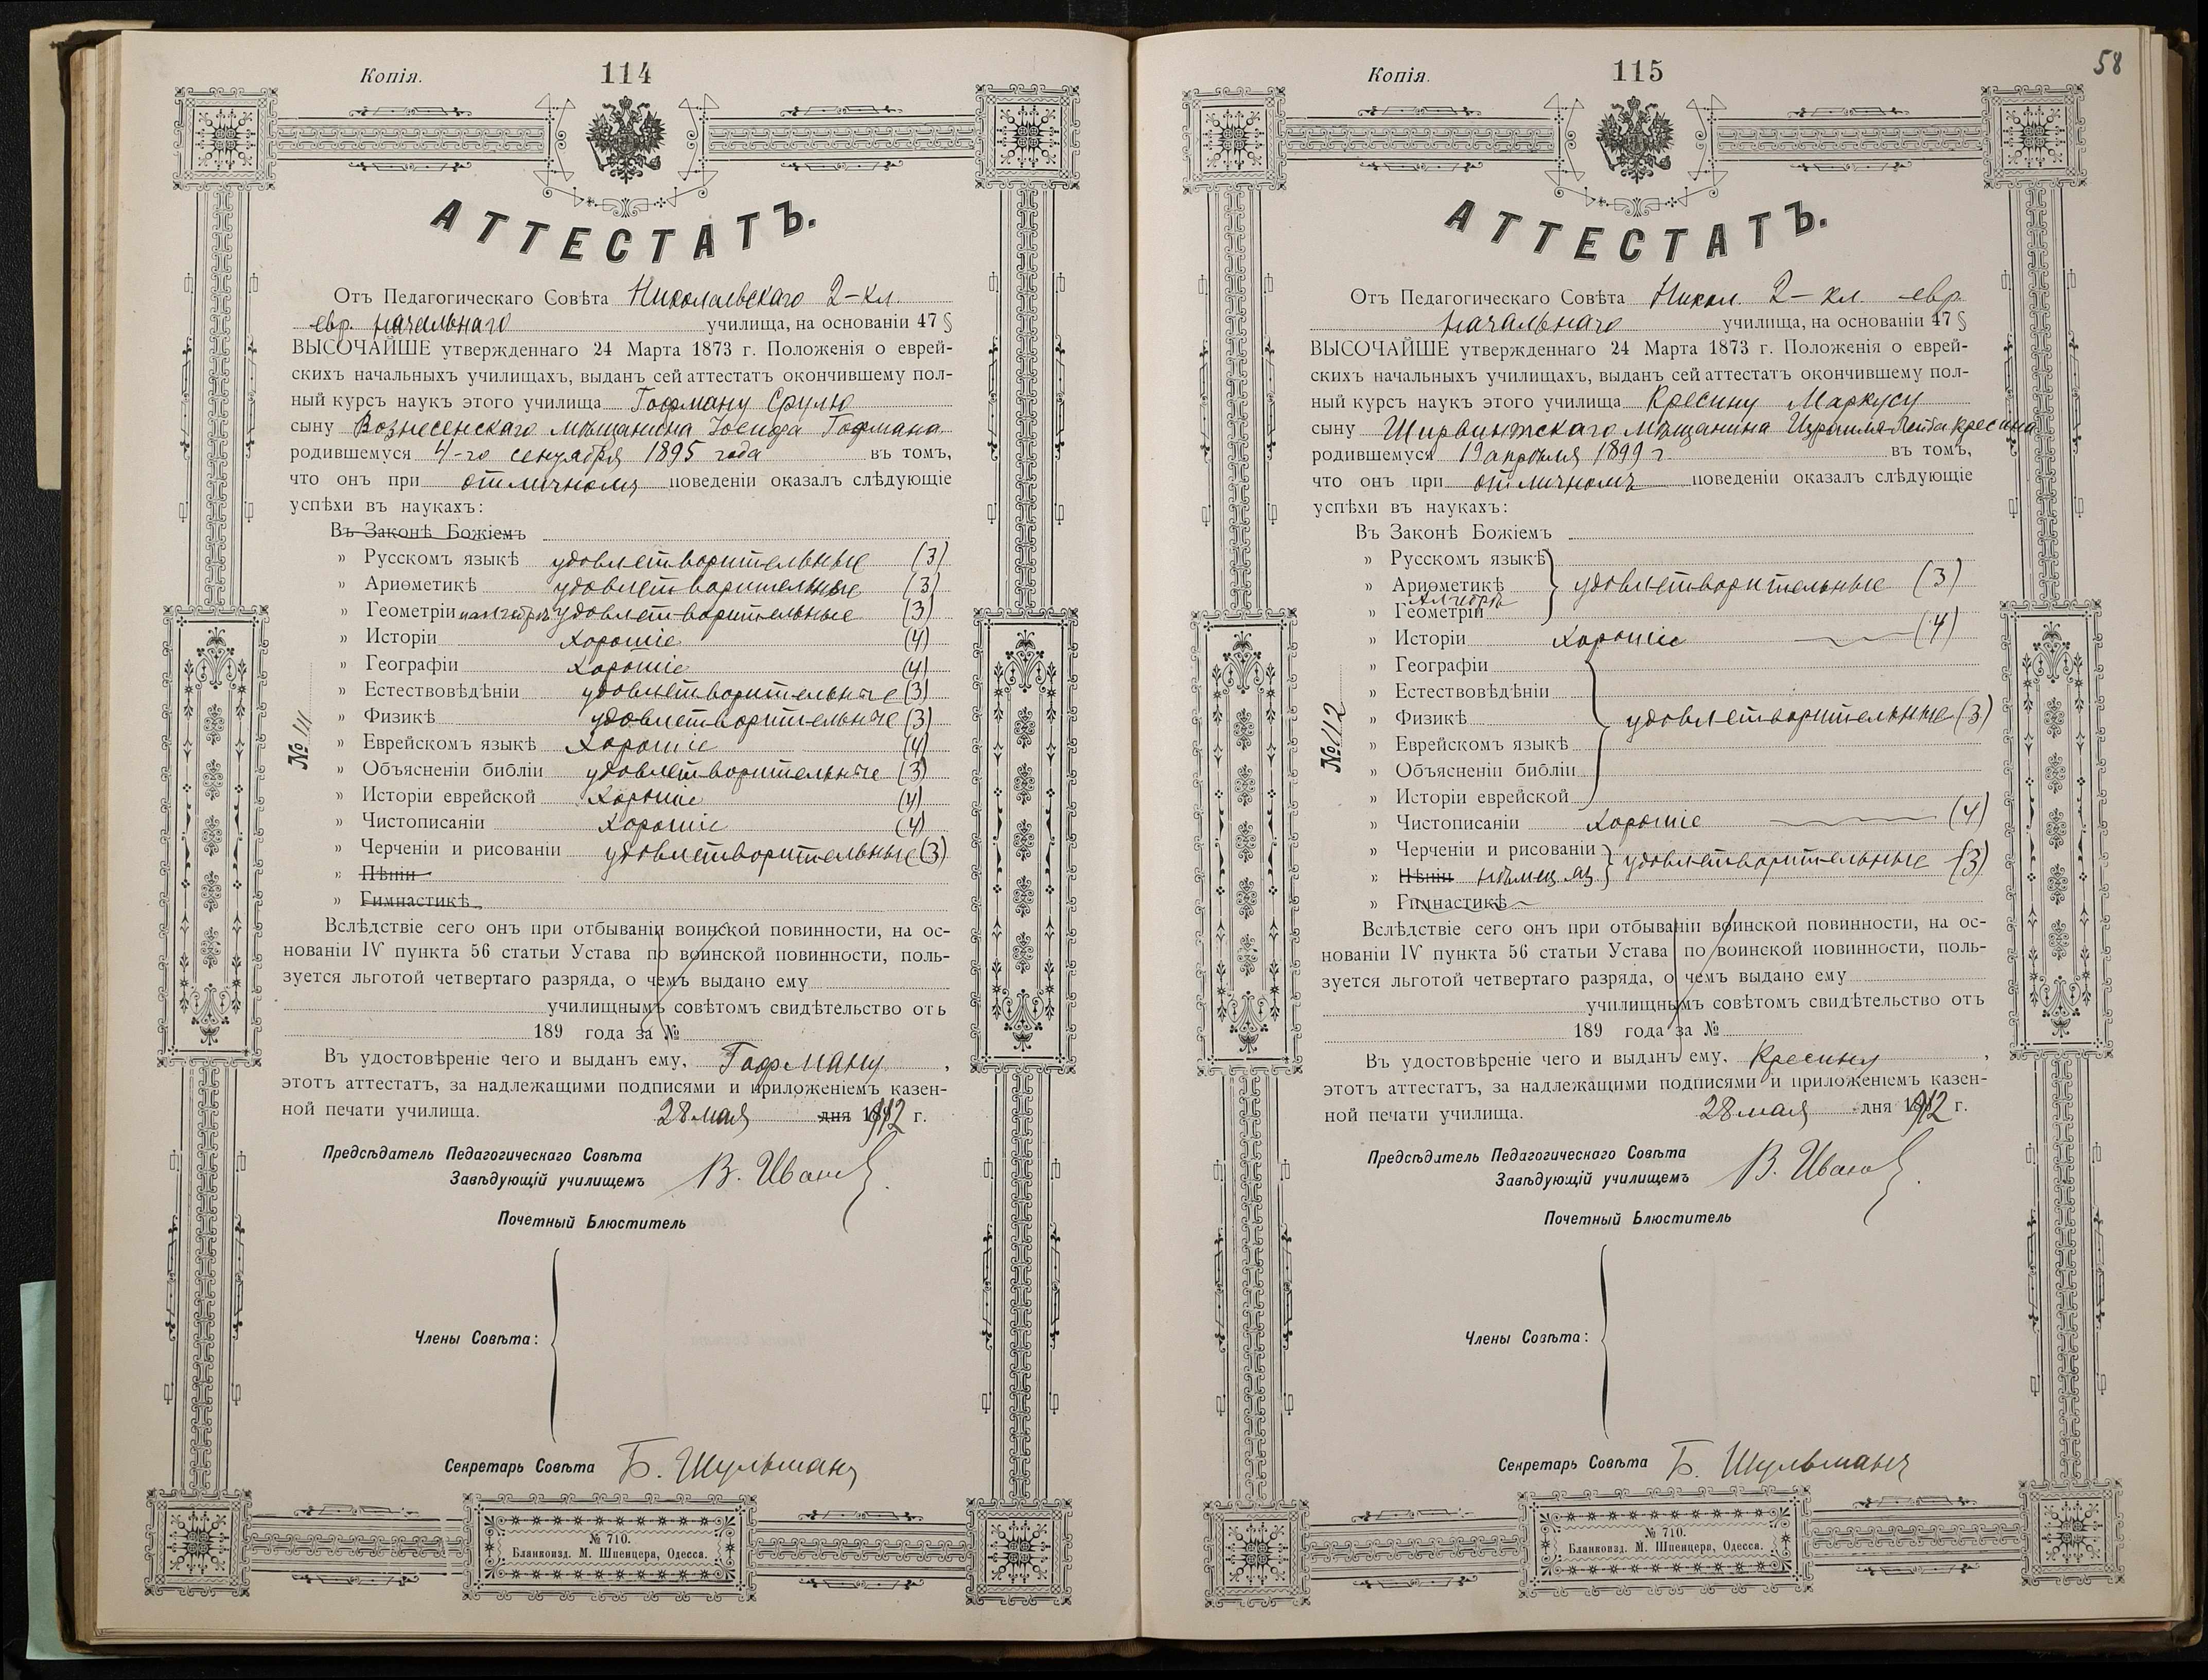 Копія.
114
АТТЕСТАТЪ.
Отъ Педагогическаго Совѣта Николаевскаго 2-кл.
евр. начальнаго училища, на основаніи 47 §
ВЫСОЧАЙШЕ утвержденнаго 24 Марта 1873 г. Положенія о еврей-
скихъ начальныхъ училищахъ, выданъ сей аттестатъ окончившему пол-
ный курсъ наукъ этого училища Гофману Срулю
сыну Вознесенскаго мѣщанина Іосифа Гофмана
родившемуся 4-го сентября 1895 года въ томъ,
что онъ при отличномъ поведеніи оказалъ слѣдующіе
успѣхи въ наукахъ:
Въ Законѣ Божіемъ
» Русскомъ языкѣ удовлетворительные (3)
» Ариѳметикѣ удовлетворительные (3)
» Геометріи и алгебрѣ удовлетворительные (3)
» Исторіи хорошіе (4)
» Географіи хорошіе (4)
» Естествовѣдѣніи удовлетворительные (3)
» Физикѣ удовлетворительные (3)
» Еврейскомъ языкѣ хорошіе (4)
» Объясненіи библіи удовлетворительные (3)
» Исторіи еврейской хорошіе (4)
» Чистописаніи хорошіе (4)
» Черченіи и рисованіи удовлетворительные (3)
» Пѣніи
» Гимнастикѣ
№ 111
Вслѣдствіе сего онъ при отбываніи воинской повинности, на ос-
нованіи IV пункта 56 статьи Устава по воинской повинности, поль-
зуется льготой четвертаго разряда, о чемъ выдано ему
училищнымъ совѣтомъ свидѣтельство отъ
189 года за №
Въ удостовѣреніе чего и выданъ ему, Гофману,
этотъ аттестатъ, за надлежащими подписями и приложеніемъ казен-
ной печати училища. 28 мая дня 1912 г.
Предсѣдатель Педагогическаго Совѣта
Завѣдующій училищемъ В. Иванов
Почетный Блюститель
Члены Совѣта:
Секретарь Совѣта Б. Шульманъ
№ 710.
Бланкоизд. М. Шпенцера, Одесса.
58
Копія.
115
АТТЕСТАТЪ.
Отъ Педагогическаго Совѣта Никол. 2-кл. евр.
начальнаго училища, на основаніи 47 §
ВЫСОЧАЙШЕ утвержденнаго 24 Марта 1873 г. Положенія о еврей-
скихъ начальныхъ училищахъ, выданъ сей аттестатъ окончившему пол-
ный курсъ наукъ этого училища Кресину Маркусу
сыну Ширвинтскаго мѣщанина Израиля-Лейба Кресина
родившемуся 19 апрѣля 1899 г. въ томъ,
что онъ при отличномъ поведеніи оказалъ слѣдующіе
успѣхи въ наукахъ:
Въ Законѣ Божіемъ
» Русскомъ языкѣ
» Ариѳметикѣ удовлетворительные (3)
Алгебрѣ
» Геометріи
» Исторіи хорошіе (4)
» Географіи
» Естествовѣдѣніи
» Физикѣ удовлетворительные (3)
» Еврейскомъ языкѣ
» Объясненіи библіи
» Исторіи еврейской
» Чистописаніи хорошіе (4)
» Черченіи и рисованіи удовлетворительные (3)
» Пѣніи нѣмец. яз.
» Гимнастикѣ
№ 112
Вслѣдствіе сего онъ при отбываніи воинской повинности, на ос-
нованіи IV пункта 56 статьи Устава по воинской повинности, поль-
зуется льготой четвертаго разряда, о чемъ выдано ему
училищнымъ совѣтомъ свидѣтельство отъ
189 года за №
Въ удостовѣреніе чего и выданъ ему, Кресину,
этотъ аттестатъ, за надлежащими подписями и приложеніемъ казен-
ной печати училища. 28 мая дня 1912 г.
Предсѣдатель Педагогическаго Совѣта
Завѣдующій училищемъ В. Иванов
Почетный Блюститель
Члены Совѣта:
Секретарь Совѣта Б. Шульманъ
№ 710.
Бланкоизд. М. Шпенцера, Одесса.